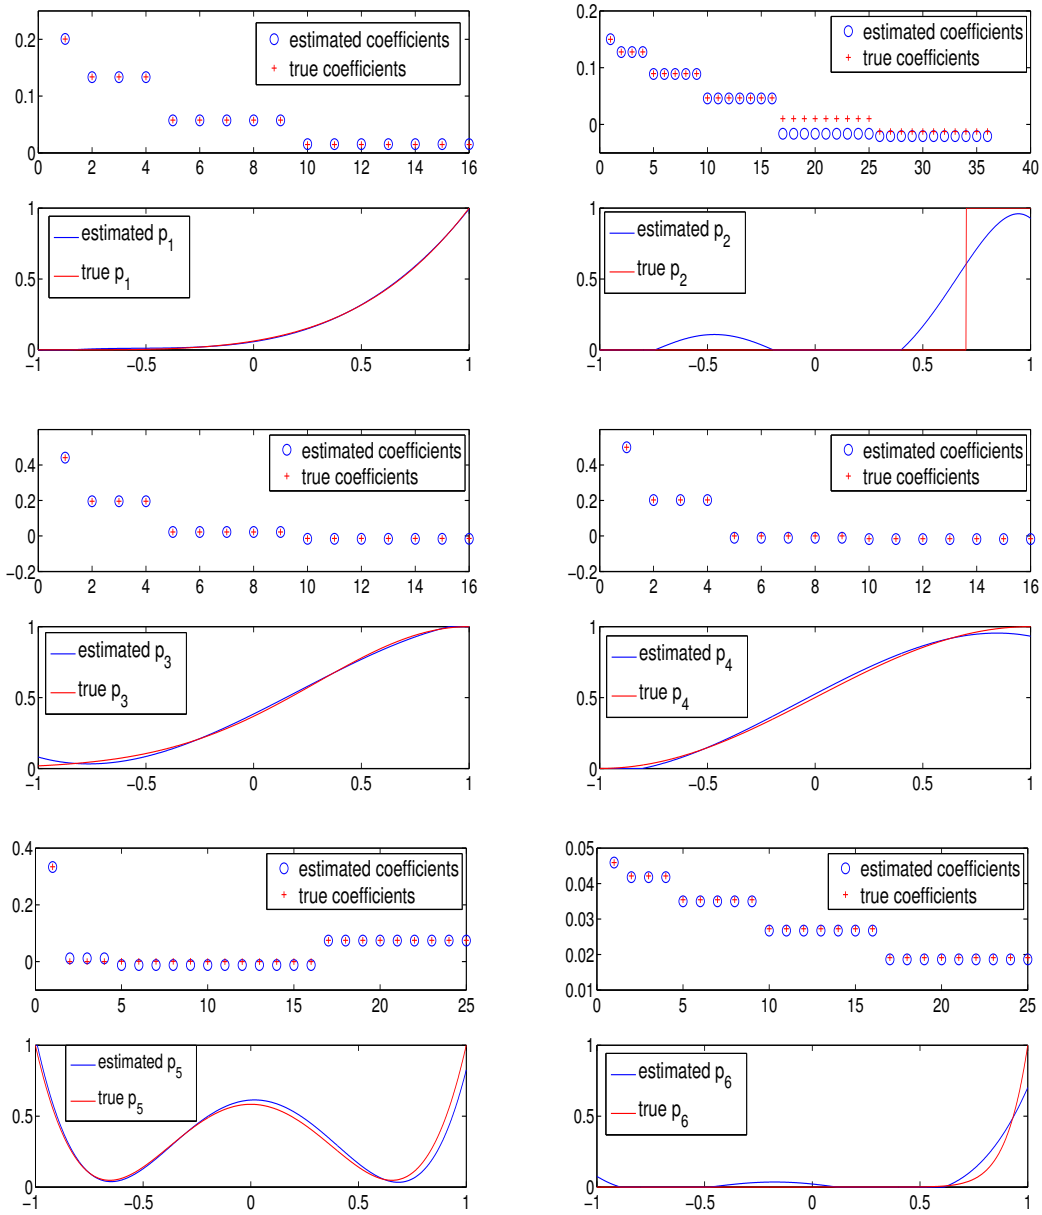 0.2
0.1
0
0 2 4 6 8 10 12 14 16
estimated coefficients
true coefficients
0.2
0.1
0
0 5 10 15 20 25 30 35 40
estimated coefficients
true coefficients
1
0.5
0
−1 −0.5 0 0.5 1
estimated p1
true p1
1
0.5
0
−1 −0.5 0 0.5 1
estimated p2
true p2
0.4
0.2
0
−0.2
0 2 4 6 8 10 12 14 16
estimated coefficients
true coefficients
0.4
0.2
0
−0.2
0 2 4 6 8 10 12 14 16
estimated coefficients
true coefficients
1
0.5
0
−1 −0.5 0 0.5 1
estimated p3
true p3
1
0.5
0
−1 −0.5 0 0.5 1
estimated p4
true p4
0.4
0.2
0
0 5 10 15 20 25
estimated coefficients
true coefficients
0.05
0.04
0.03
0.02
0.01
0 5 10 15 20 25
estimated coefficients
true coefficients
1
0.5
0
−1 −0.5 0 0.5 1
estimated p5
true p5
1
0.5
0
−1 −0.5 0 0.5 1
estimated p6
true p6